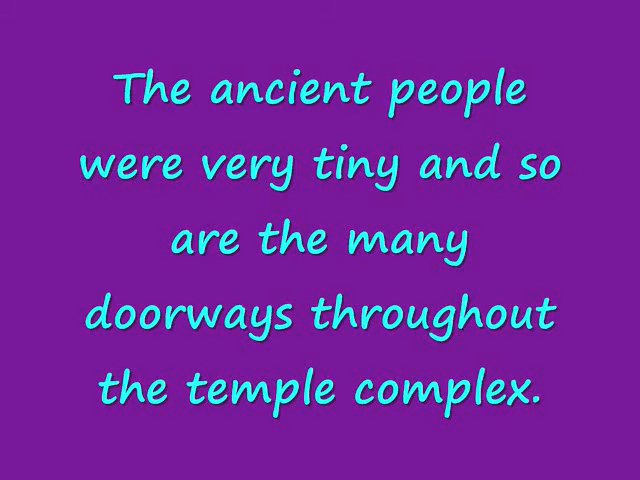 The ancient people
were very tiny and so
are the many
doorways throughout
the temple complex.